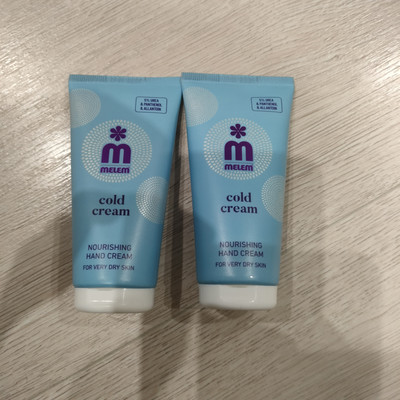 5% UREA
& PANTHENOL
& ALLANTOIN
m
MELEM
cold
cream
NOURISHING
HAND CREAM
FOR VERY DRY SKIN
5% UREA
& PANTHENOL
& ALLANTOIN
m
MELEM
cold
cream
NOURISHING
HAND CREAM
FOR VERY DRY SKIN